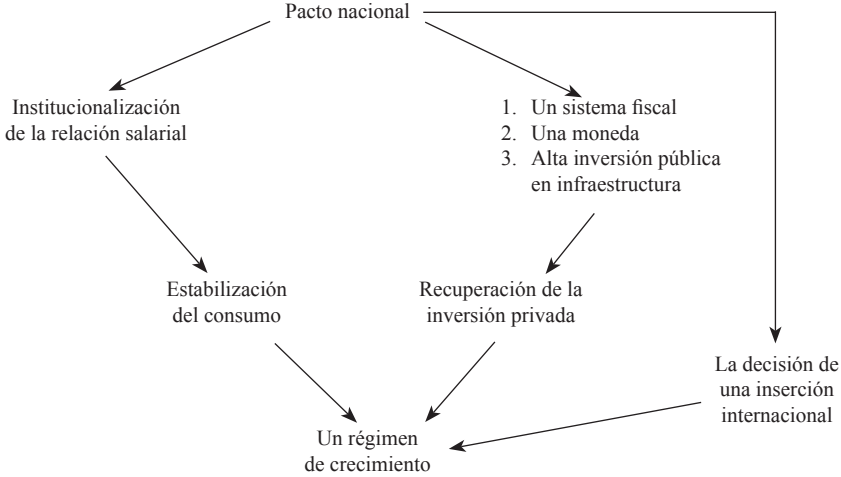 Pacto nacional
Institucionalización
de la relación salarial
1. Un sistema fiscal
2. Una moneda
3. Alta inversión pública
en infraestructura
Estabilización
del consumo
Recuperación de la
inversión privada
La decisión de
una inserción
internacional
Un régimen
de crecimiento